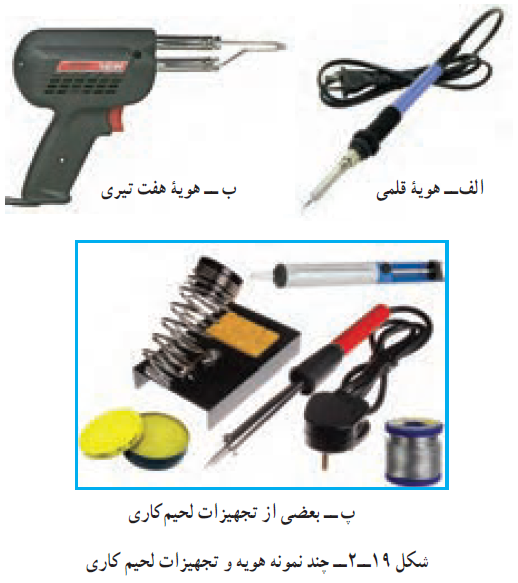 الف ــ هویهٔ قلمی
ب ــ هویهٔ هفت تیری
پ ــ بعضی از تجهیزات لحیم کاری
شکل ۱۹ــ۲ــ چند نمونه هویه و تجهیزات لحیم کاری